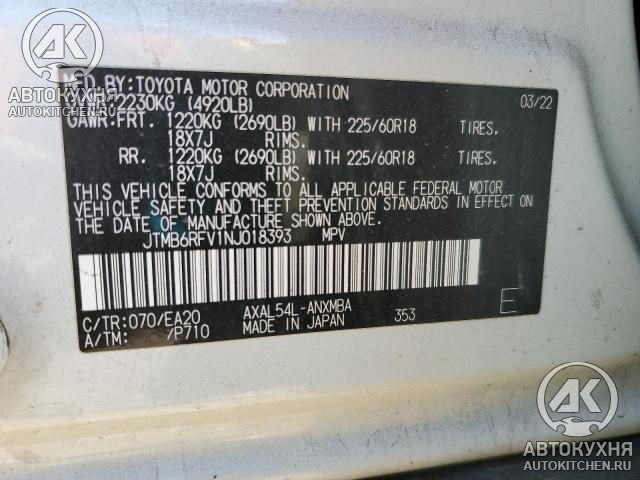 AK
АВТОКУХНЯ
AUTOKITCHEN.RU
MFD.BY:TOYOTA MOTOR CORPORATION 03/22
2230KG (4920LB)
GAWR:FRT. 1220KG (2690LB) WITH 225/60R18 TIRES.
18X7J RIMS.
RR. 1220KG (2690LB) WITH 225/60R18 TIRES.
18X7J RIMS.
THIS VEHICLE CONFORMS TO ALL APPLICABLE FEDERAL MOTOR
VEHICLE SAFETY AND THEFT PREVENTION STANDARDS IN EFFECT ON
THE DATE OF MANUFACTURE SHOWN ABOVE.
JTMB6RFV1NJ018393 MPV
C/TR:070/EA20 AXAL54L-ANXMBA 353 E
A/TM: /P710 MADE IN JAPAN
AK
АВТОКУХНЯ
AUTOKITCHEN.RU